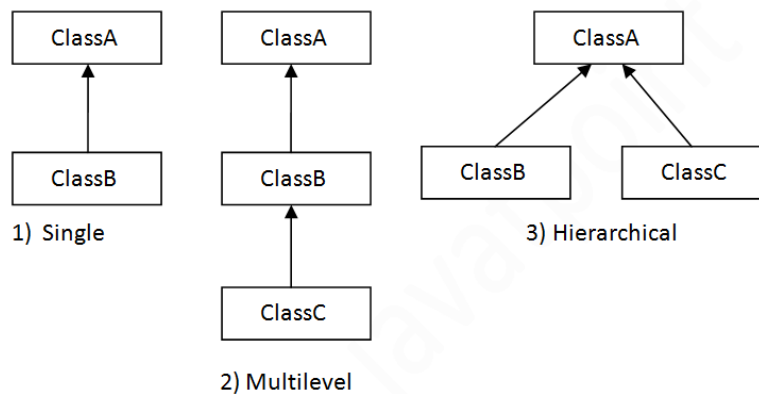 ClassA
ClassB
1) Single
ClassA
ClassB
ClassC
2) Multilevel
ClassA
ClassB
ClassC
3) Hierarchical